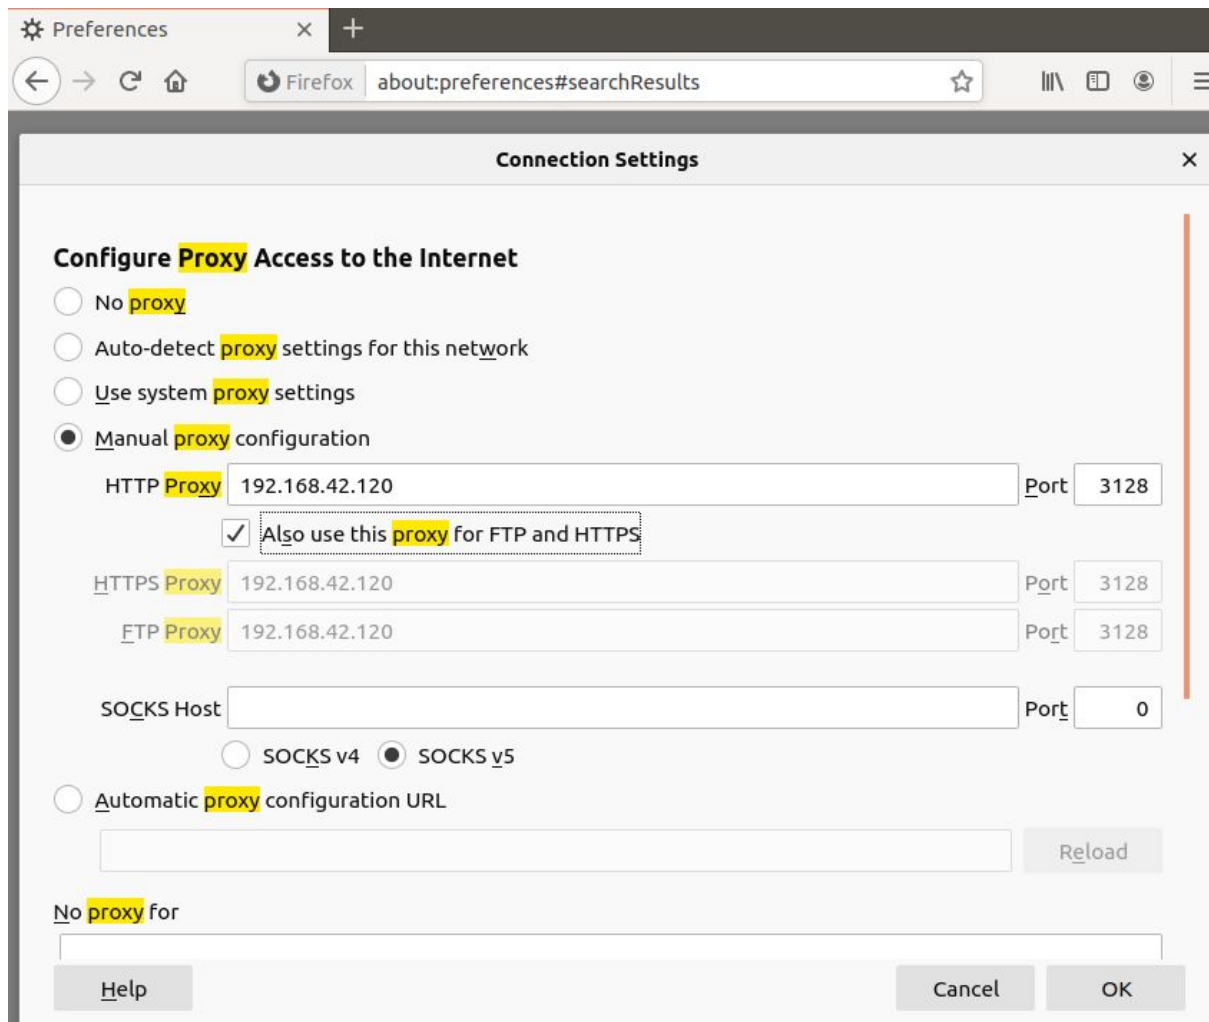 Preferences
Firefox about:preferences#searchResults
Connection Settings
Configure Proxy Access to the Internet
No proxy
Auto-detect proxy settings for this network
Use system proxy settings
Manual proxy configuration
HTTP Proxy 192.168.42.120 Port 3128
Also use this proxy for FTP and HTTPS
HTTPS Proxy 192.168.42.120 Port 3128
FTP Proxy 192.168.42.120 Port 3128
SOCKS Host Port 0
SOCKS v4 SOCKS v5
Automatic proxy configuration URL
Reload
No proxy for
Help Cancel OK